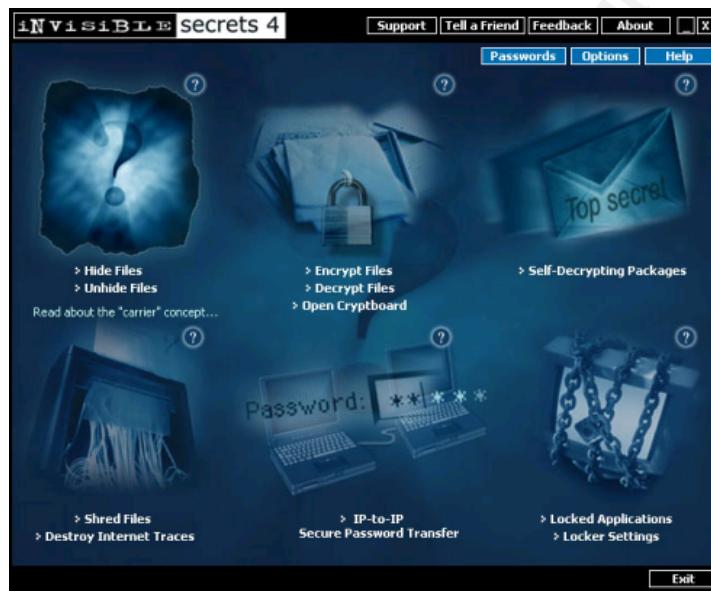 iNViSiBLE secrets 4
Support Tell a Friend Feedback About _ X
Passwords Options Help
? ? ?
Top secret
> Hide Files
> Unhide Files
Read about the "carrier" concept...
> Encrypt Files
> Decrypt Files
> Open Cryptboard
> Self-Decrypting Packages
? ? ?
Password: **|***
> Shred Files
> Destroy Internet Traces
> IP-to-IP
Secure Password Transfer
> Locked Applications
> Locker Settings
Exit